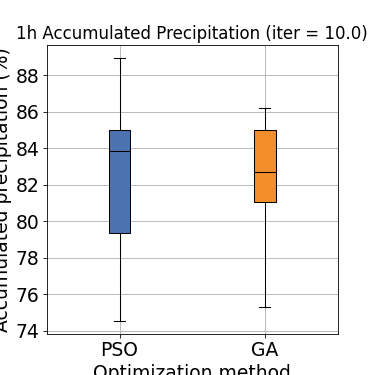 1h Accumulated Precipitation (iter = 10.0)
Accumulated precipitation (%)
88
86
84
82
80
78
76
74
PSO GA
Optimization method